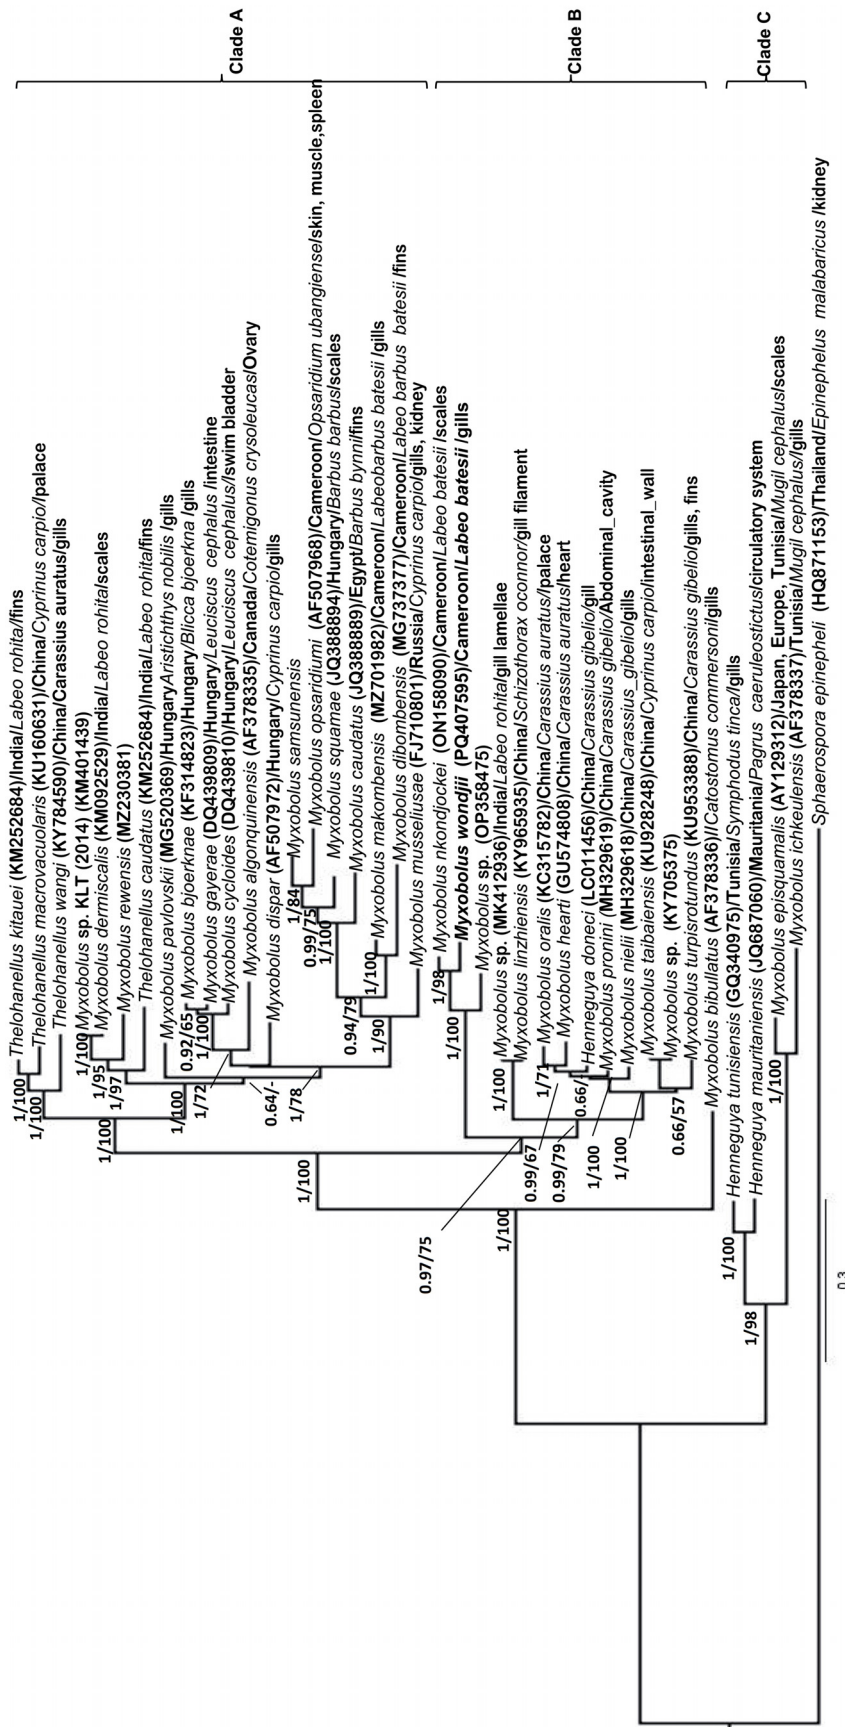 Clade A
Clade B
Clade C
Thelohanellus kitauei (KM252684)/India/Labeo rohita/fins
Thelohanellus macrovacuolaris (KU160631)/China/Cyprinus carpio//palace
Thelohanellus wangi (KY784590)/China/Carassius auratus/gills
Myxobolus sp. KLT (2014) (KM401439)
Myxobolus dermiscalis (KM092529)/India/Labeo rohita/scales
Myxobolus rewensis (MZ230381)
Thelohanellus caudatus (KM252684)/India/Labeo rohita/fins
Myxobolus pavlovskii (MG520369)/Hungary/Aristichthys nobilis /gills
Myxobolus bjoerknae (KF314823)/Hungary/Blicca bjoerkna /gills
Myxobolus gayerae (DQ439809)/Hungary/Leuciscus cephalus /intestine
Myxobolus cycloides (DQ439810)/Hungary/Leuciscus cephalus/swim bladder
Myxobolus algonquinensis (AF378335)/Canada/Cotemigonus crysoleucas/Ovary
Myxobolus dispar (AF507972)/Hungary/Cyprinus carpio/gills
Myxobolus samsunensis
Myxobolus opsaridiumi (AF507968)/Cameroon/Opsaridium ubangiense/skin, muscle,spleen
Myxobolus squamae (JQ388894)/Hungary/Barbus barbus/scales
Myxobolus caudatus (JQ388889)/Egypt/Barbus bynni/fins
Myxobolus makombensis (MZ701982)/Cameroon/Labeobarbus batesii /gills
Myxobolus dibombensis (MG737377)/Cameroon/Labeo barbus batesii /fins
Myxobolus musseliusae (FJ710801)/Russia/Cyprinus carpio/gills, kidney
Myxobolus nkondjockei (ON158090)/Cameroon/Labeo batesii /scales
Myxobolus wondjii (PQ407595)/Cameroon/Labeo batesii /gills
Myxobolus sp. (OP358475)
Myxobolus sp (MK412936)/India/Labeo rohita/gill lamellae
Myxobolus linzhiensis (KY965935)/China/Schizothorax oconnor/gill filament
Myxobolus oralis (KC315782)/China/Carassius auratus/palace
Myxobolus hearti (GU574808)/China/Carassius auratus/heart
Henneguya doneci (LC011456)/China/Carassius gibelio/gill
Myxobolus pronini (MH329619)/China/Carassius gibelio/Abdominal_cavity
Myxobolus nielii (MH329618)/China/Carassius_gibelio/gills
Myxobolus taibaiensis (KU928248)/China/Cyprinus carpio/intestinal_wall
Myxobolus sp. (KY705375)
Myxobolus turpisrotundus (KU953388)/China/Carassius gibelio/gills, fins
Myxobolus bibullatus (AF378336)//Catostomus commersoni/gills
Henneguya tunisiensis (GQ340975)/Tunisia/Symphodus tinca//gills
Henneguya mauritaniensis (JQ687060)/Mauritania/Pagrus caeruleostictus/circulatory system
Myxobolus episquamalis (AY129312)/Japan, Europe, Tunisia/Mugil cephalus/scales
Myxobolus ichkeulensis (AF378337)/Tunisia/Mugil cephalus//gills
Sphaerospora epinepheli (HQ871153)/Thailand/Epinephelus malabaricus /kidney
1/100
1/100
1/100
1/95
1/97
1/100
1/100
0.92/65
1/100
1/72
0.64/-
1/78
1/84
0.99/75
1/100
0.94/79
1/100
1/90
1/100
1/98
1/100
1/100
1/71
0.66/
0.99/67
0.99/79
1/100
1/100
0.66/57
0.97/75
1/100
1/100
1/98
1/100
0.3